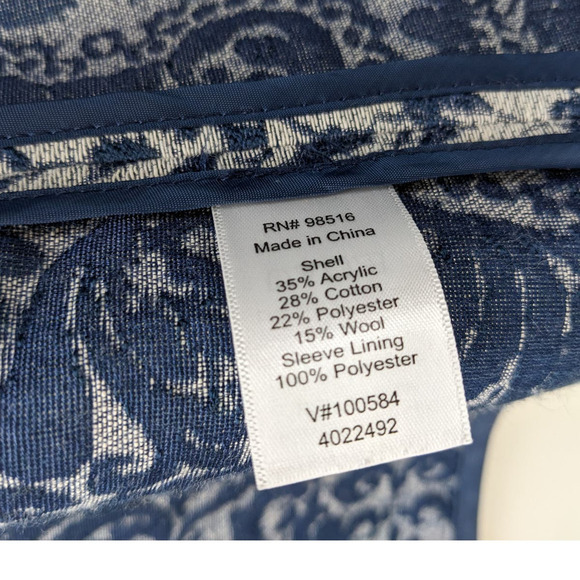 RN# 98516
Made in China
Shell
35% Acrylic
28% Cotton
22% Polyester
15% Wool
Sleeve Lining
100% Polyester
V#100584
4022492